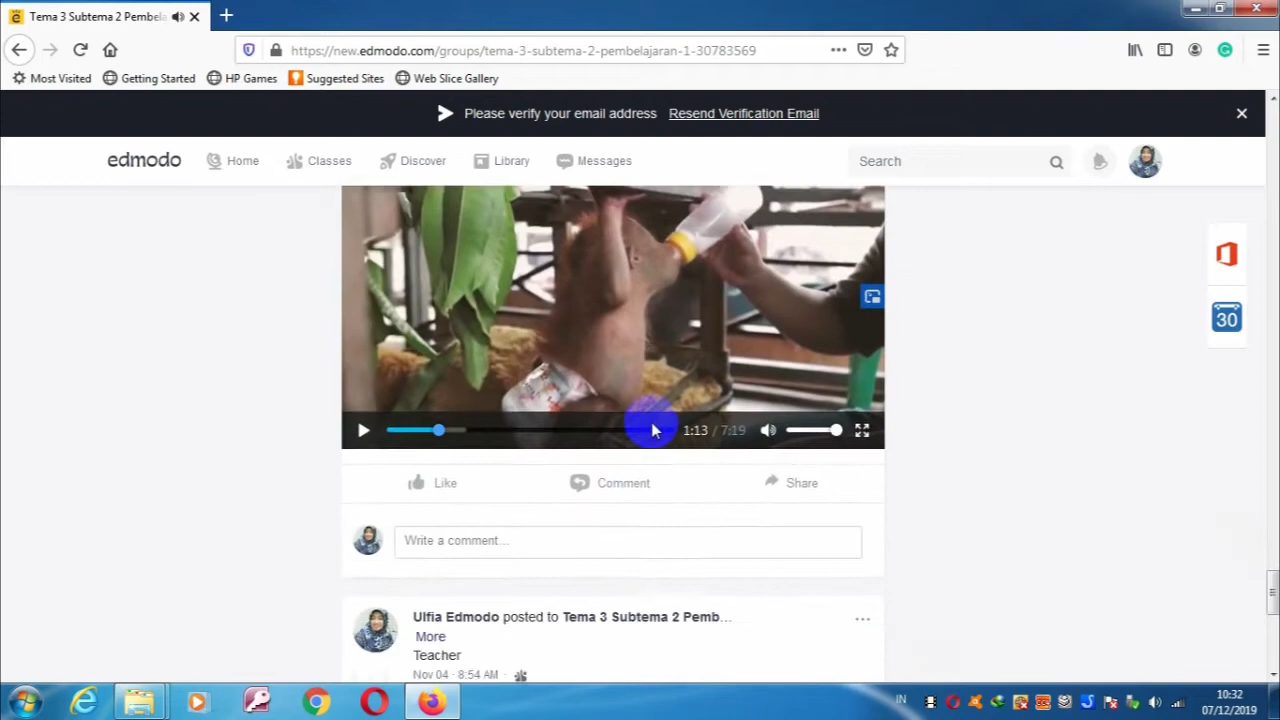 Tema 3 Subtema 2 Pembela
https://new.edmodo.com/groups/tema-3-subtema-2-pembelajaran-1-30783569
Most Visited Getting Started HP Games Suggested Sites Web Slice Gallery
Please verify your email address Resend Verification Email
edmodo Home Classes Discover Library Messages Search
30
1:13 / 7:19
Like Comment Share
Write a comment...
Ulfia Edmodo posted to Tema 3 Subtema 2 Pemb...
More
Teacher
Nov 04 · 8:54 AM ·
IN 10:32
07/12/2019